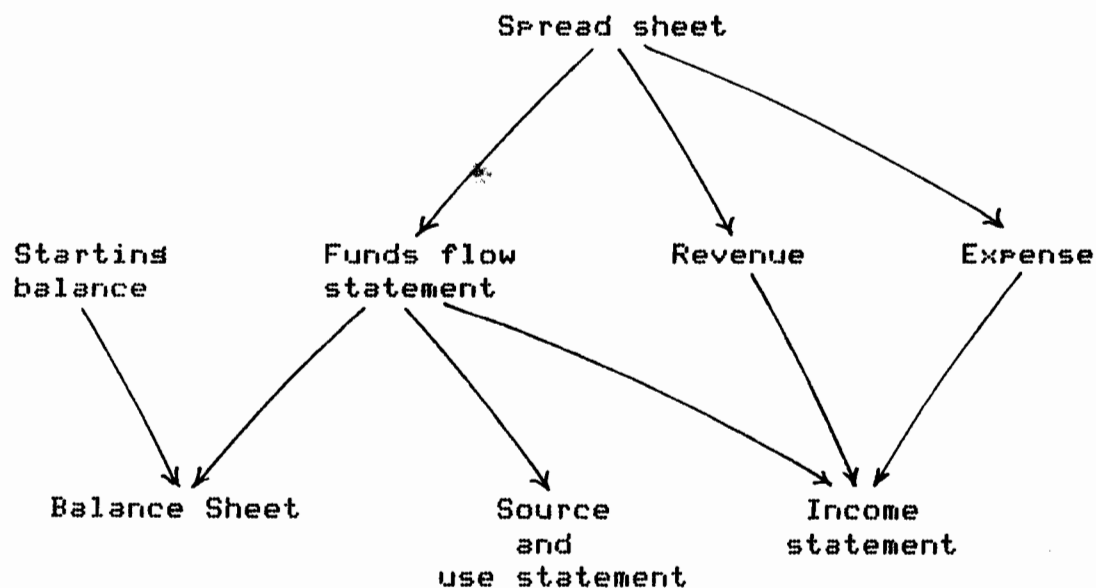 Spread sheet
Starting
balance
Funds flow
statement
Revenue
Expense
Balance Sheet
Source
and
use statement
Income
statement